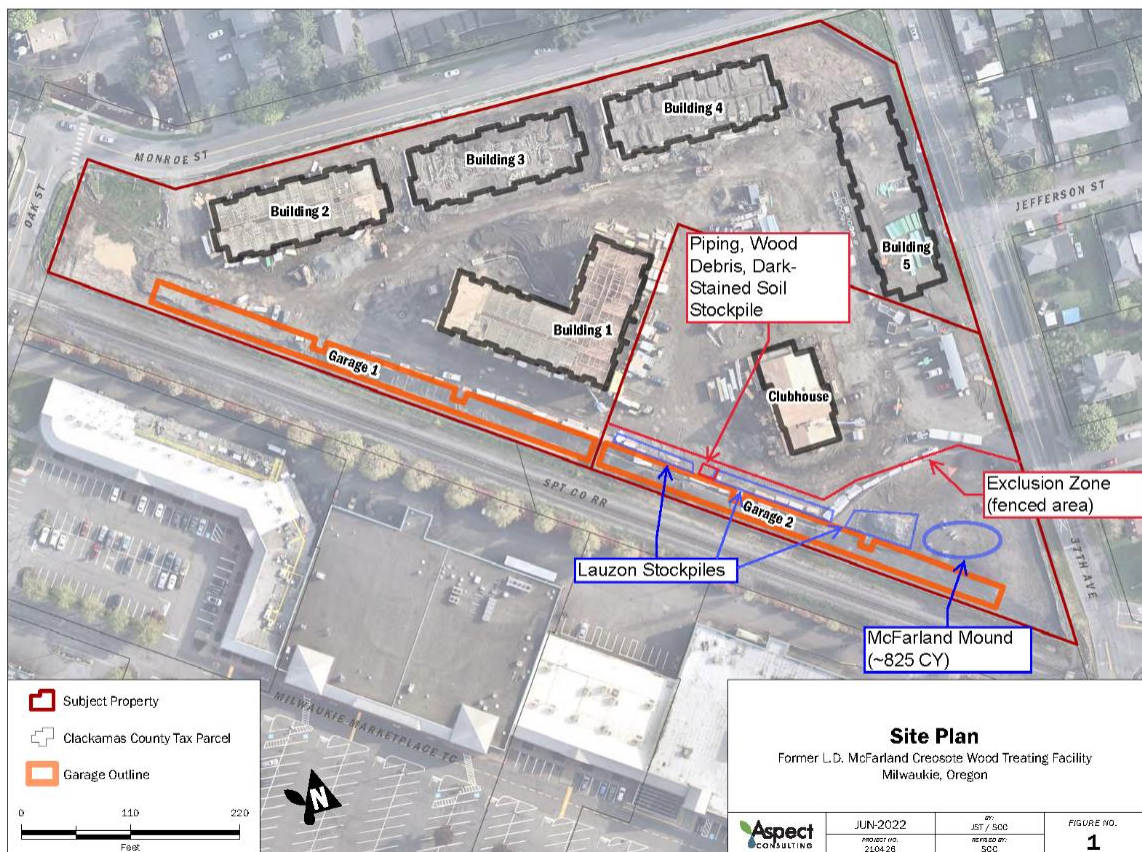 MONROE ST
OAK ST
JEFFERSON ST
37TH AVE
SPT CO RR
MILWAUKIE MARKETPLACE TC
Building 4
Building 3
Building 2
Building
5
Building 1
Piping, Wood
Debris, Dark-
Stained Soil
Stockpile
Clubhouse
Garage 1
Garage 2
Exclusion Zone
(fenced area)
Lauzon Stockpiles
McFarland Mound
(~825 CY)
Subject Property
Clackamas County Tax Parcel
Garage Outline
0 110 220
Feet
N
Site Plan
Former L.D. McFarland Creosote Wood Treating Facility
Milwaukie, Oregon
Aspect
CONSULTING
JUN-2022
PROJECT NO.
210426
BY:
JST / SCC
REVISED BY:
SCC
FIGURE NO.
1